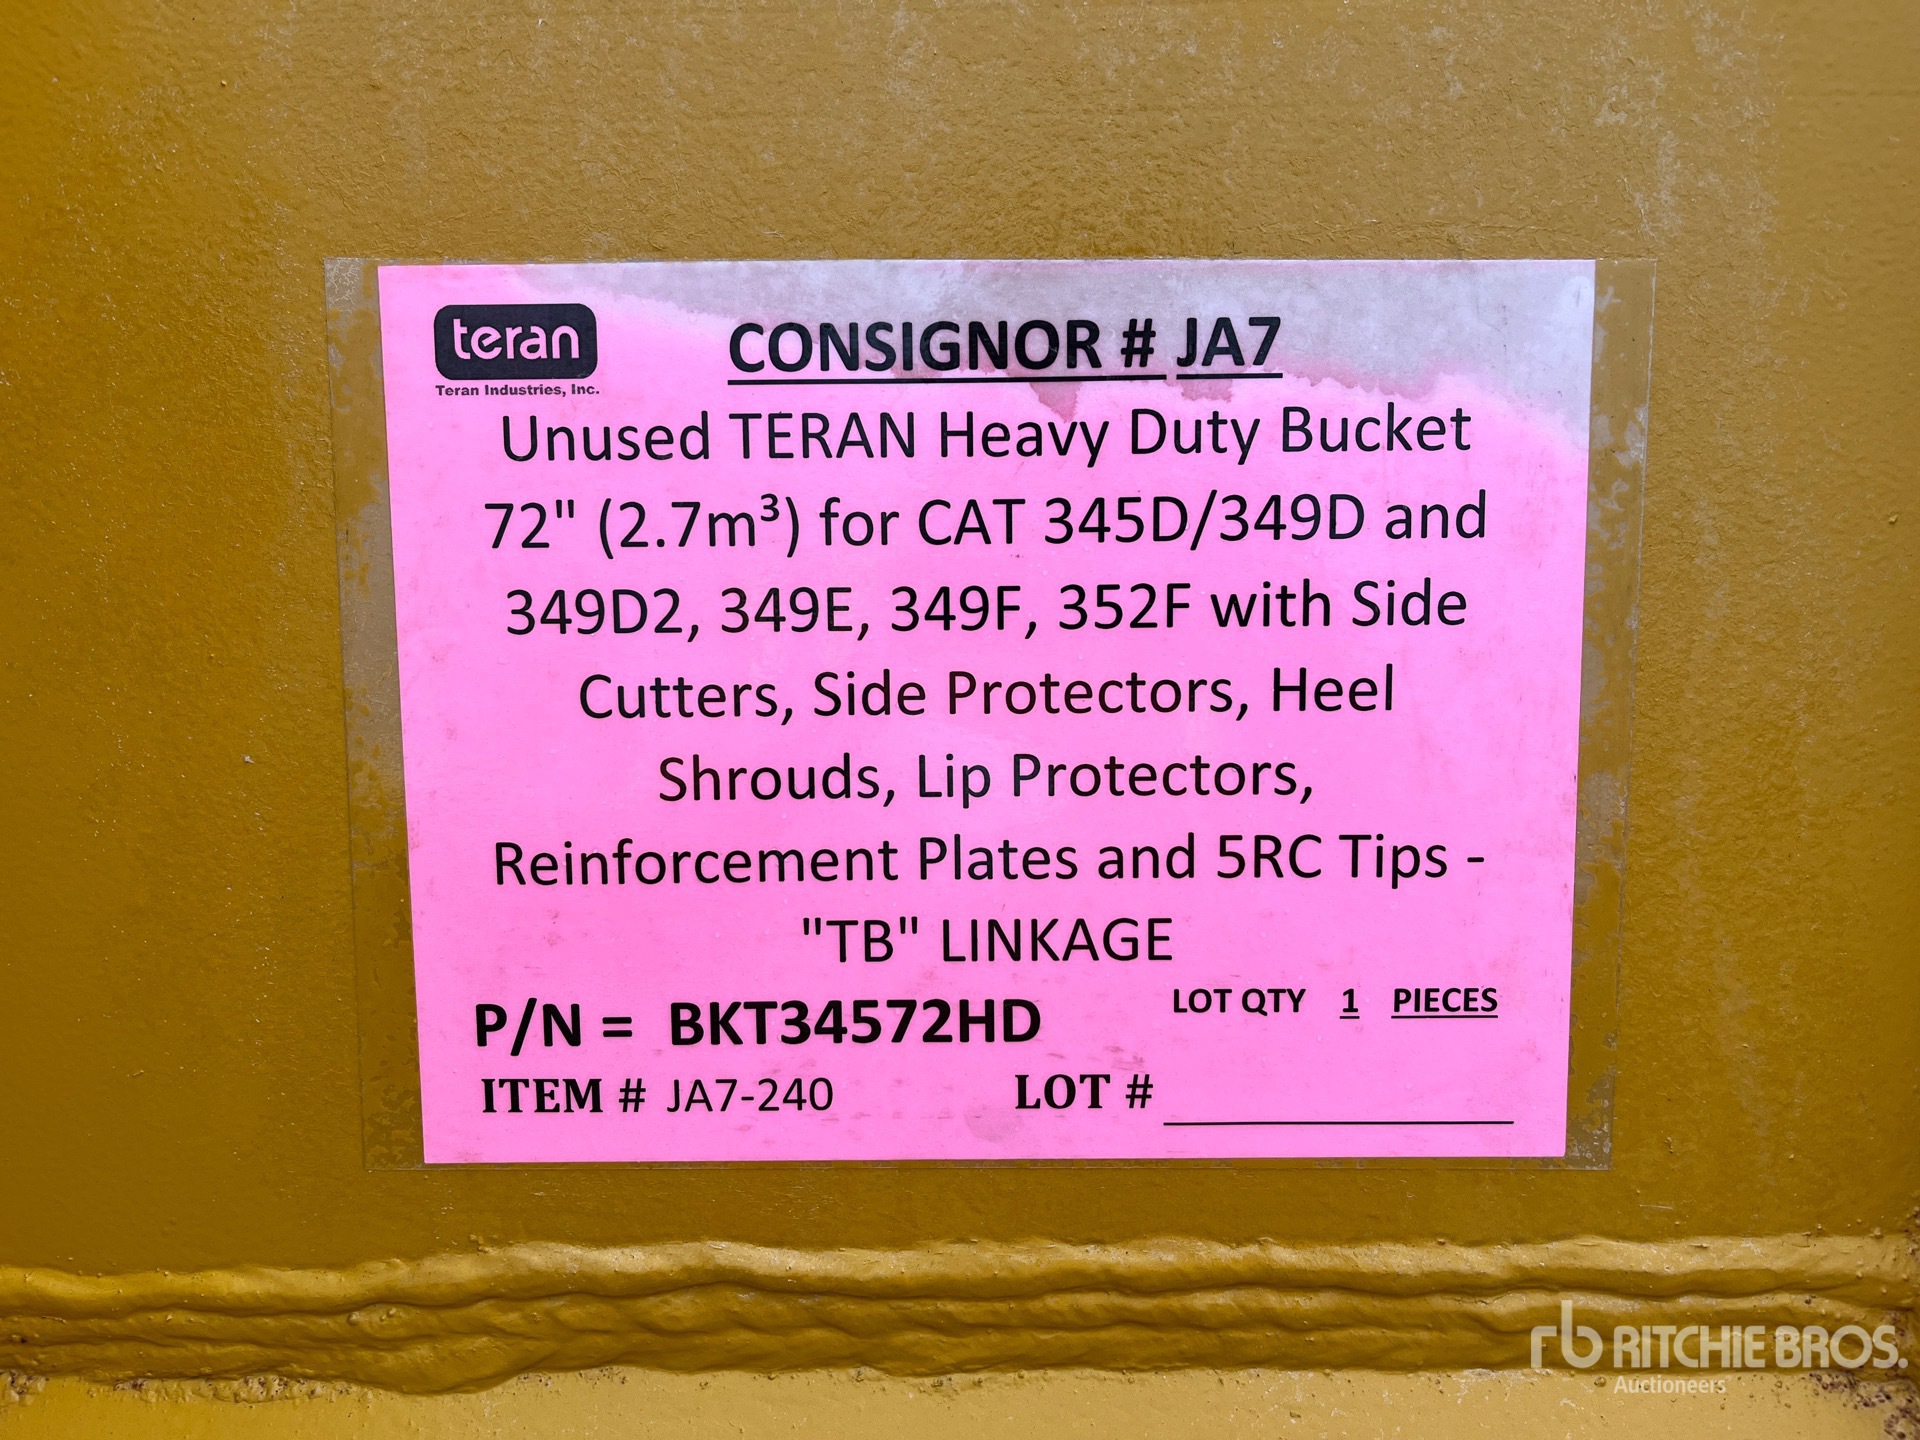 teran
Teran Industries, Inc.
CONSIGNOR # JA7
Unused TERAN Heavy Duty Bucket
72" (2.7m³) for CAT 345D/349D and
349D2, 349E, 349F, 352F with Side
Cutters, Side Protectors, Heel
Shrouds, Lip Protectors,
Reinforcement Plates and 5RC Tips -
"TB" LINKAGE
P/N = BKT34572HD
LOT QTY 1 PIECES
ITEM # JA7-240
LOT #
rb RITCHIE BROS.
Auctioneers